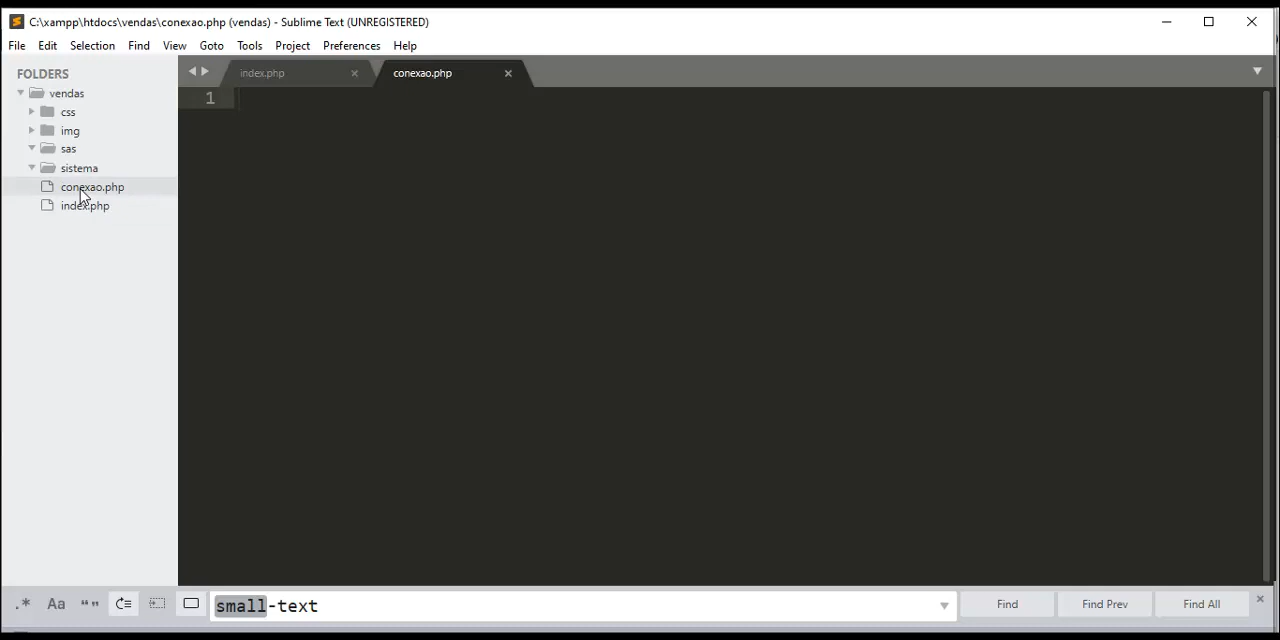 C:\xampp\htdocs\vendas\conexao.php (vendas) - Sublime Text (UNREGISTERED)
File Edit Selection Find View Goto Tools Project Preferences Help
FOLDERS
vendas
css
img
sas
sistema
conexao.php
index.php
index.php
conexao.php
1
.* Aa “” small-text Find Find Prev Find All